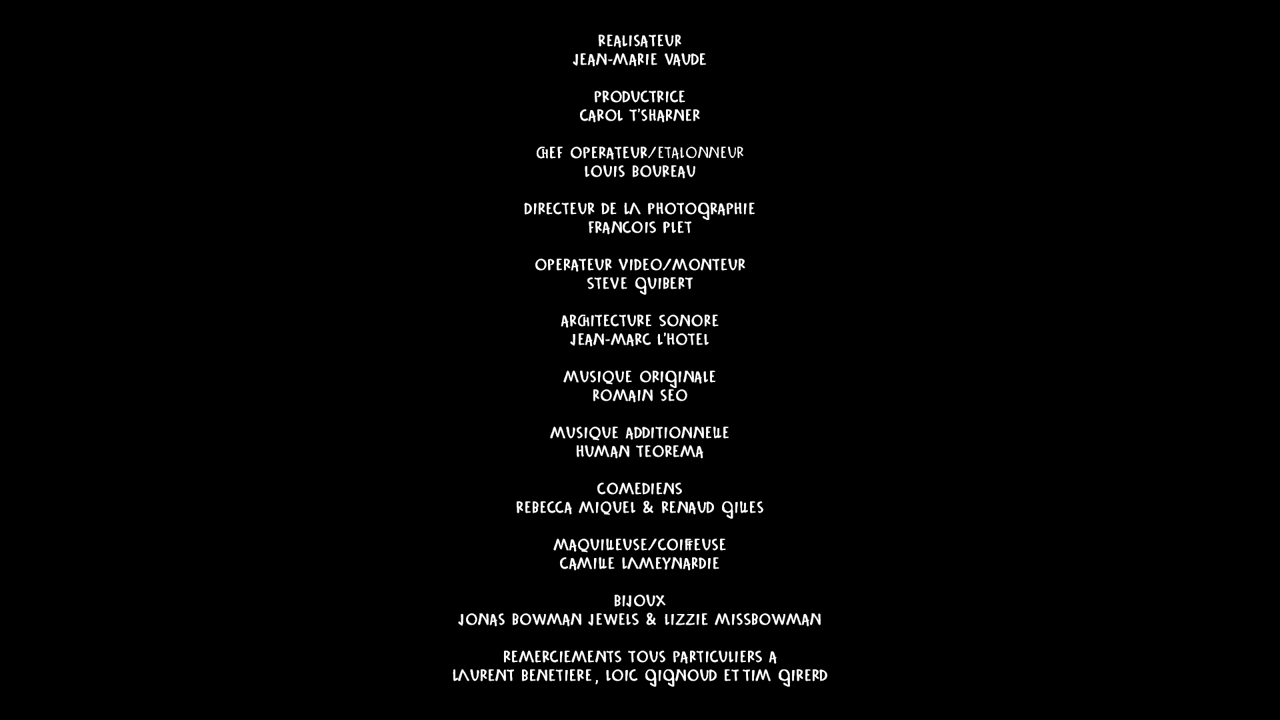 REALISATEUR
JEAN-MARIE VAUDE
PRODUCTRICE
CAROL T'SHARNER
CHEF OPERATEUR/ETALONNEUR
LOUIS BOUREAU
DIRECTEUR DE LA PHOTOGRAPHIE
FRANCOIS PLET
OPERATEUR VIDEO/MONTEUR
STEVE GUIBERT
ARCHITECTURE SONORE
JEAN-MARC L'HOTEL
MUSIQUE ORIGINALE
ROMAIN SEO
MUSIQUE ADDITIONNELLE
HUMAN TEOREMA
COMEDIENS
REBECCA MIQUEL & RENAUD GILLES
MAQUILLEUSE/COIFFEUSE
CAMILLE LAMEYNARDIE
BIJOUX
JONAS BOWMAN JEWELS & LIZZIE MISSBOWMAN
REMERCIEMENTS TOUS PARTICULIERS A
LAURENT BENETIERE, LOIC GIGNOUD ET TIM GIRERD